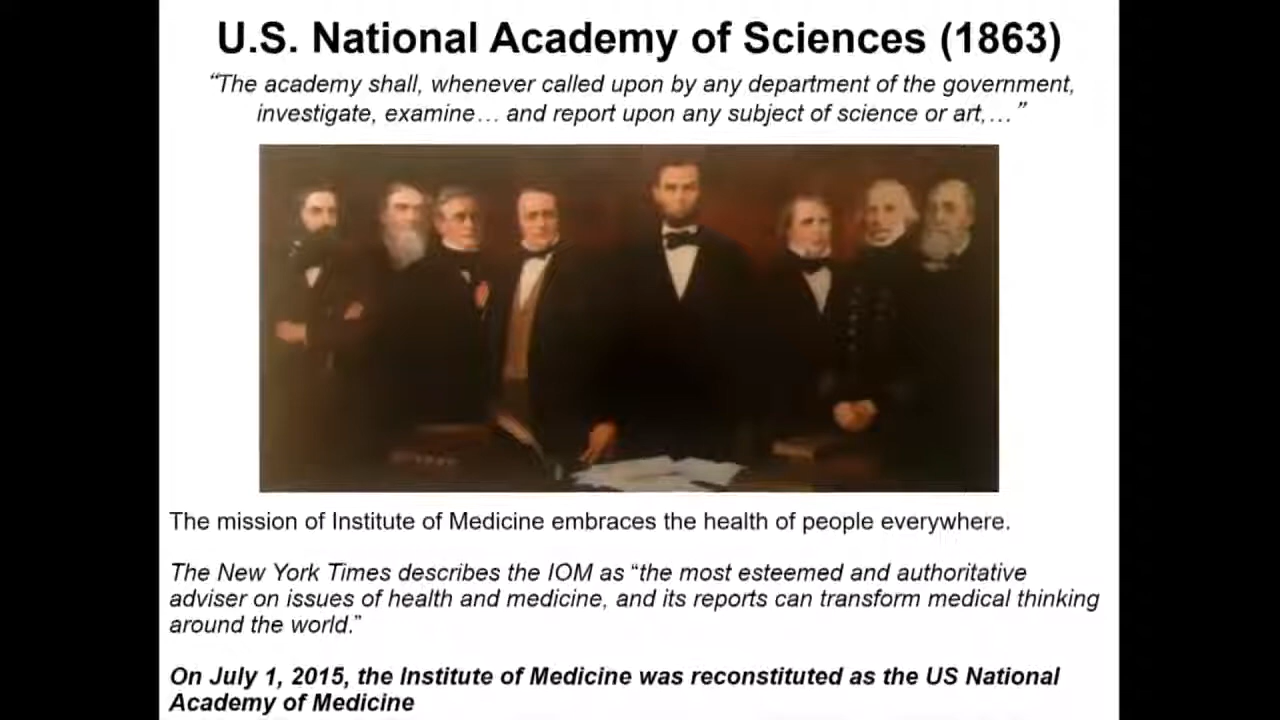 U.S. National Academy of Sciences (1863)
“The academy shall, whenever called upon by any department of the government,
investigate, examine… and report upon any subject of science or art,…”
The mission of Institute of Medicine embraces the health of people everywhere.
The New York Times describes the IOM as “the most esteemed and authoritative
adviser on issues of health and medicine, and its reports can transform medical thinking
around the world.”
On July 1, 2015, the Institute of Medicine was reconstituted as the US National
Academy of Medicine